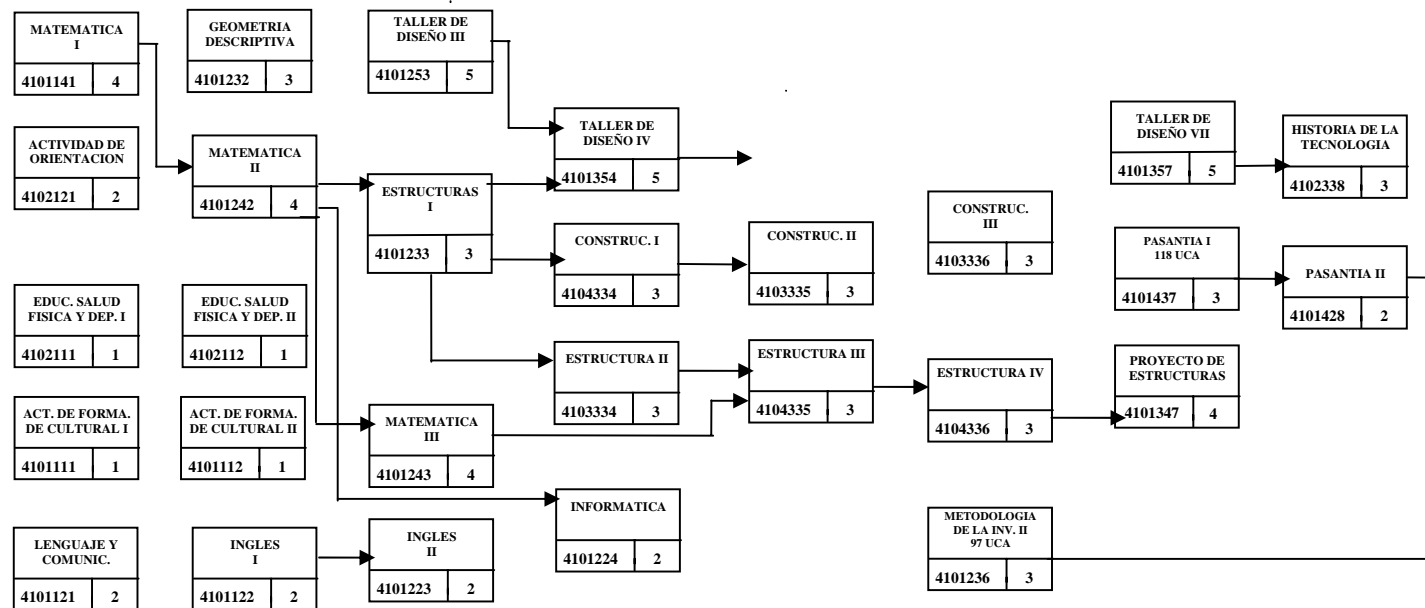 MATEMATICA
I
4101141 4
ACTIVIDAD DE
ORIENTACION
4102121 2
EDUC. SALUD
FISICA Y DEP. I
4102111 1
ACT. DE FORMA.
DE CULTURAL I
4101111 1
LENGUAJE Y
COMUNIC.
4101121 2
GEOMETRIA
DESCRIPTIVA
4101232 3
MATEMATICA
II
4101242 4
EDUC. SALUD
FISICA Y DEP. II
4102112 1
ACT. DE FORMA.
DE CULTURAL II
4101112 1
INGLES
I
4101122 2
TALLER DE
DISEÑO III
4101253 5
ESTRUCTURAS
I
4101233 3
MATEMATICA
III
4101243 4
INGLES
II
4101223 2
TALLER DE
DISEÑO IV
4101354 5
CONSTRUC. I
4104334 3
ESTRUCTURA II
4103334 3
INFORMATICA
4101224 2
CONSTRUC. II
4103335 3
ESTRUCTURA III
4104335 3
CONSTRUC.
III
4103336 3
ESTRUCTURA IV
4104336 3
METODOLOGIA
DE LA INV. II
97 UCA
4101236 3
TALLER DE
DISEÑO VII
4101357 5
PASANTIA I
118 UCA
4101437 3
PROYECTO DE
ESTRUCTURAS
4101347 4
HISTORIA DE LA
TECNOLOGIA
4102338 3
PASANTIA II
4101428 2